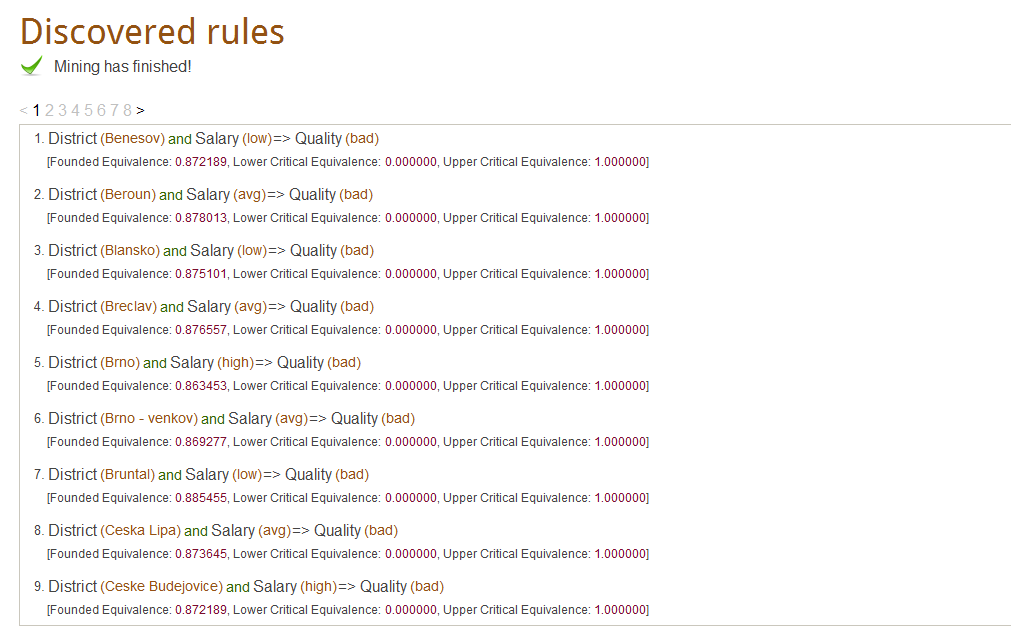 Discovered rules
Mining has finished!
< 1 2 3 4 5 6 7 8 >
1. District (Benesov) and Salary (low)=> Quality (bad)
[Founded Equivalence: 0.872189, Lower Critical Equivalence: 0.000000, Upper Critical Equivalence: 1.000000]
2. District (Beroun) and Salary (avg)=> Quality (bad)
[Founded Equivalence: 0.878013, Lower Critical Equivalence: 0.000000, Upper Critical Equivalence: 1.000000]
3. District (Blansko) and Salary (low)=> Quality (bad)
[Founded Equivalence: 0.875101, Lower Critical Equivalence: 0.000000, Upper Critical Equivalence: 1.000000]
4. District (Breclav) and Salary (avg)=> Quality (bad)
[Founded Equivalence: 0.876557, Lower Critical Equivalence: 0.000000, Upper Critical Equivalence: 1.000000]
5. District (Brno) and Salary (high)=> Quality (bad)
[Founded Equivalence: 0.863453, Lower Critical Equivalence: 0.000000, Upper Critical Equivalence: 1.000000]
6. District (Brno - venkov) and Salary (avg)=> Quality (bad)
[Founded Equivalence: 0.869277, Lower Critical Equivalence: 0.000000, Upper Critical Equivalence: 1.000000]
7. District (Bruntal) and Salary (low)=> Quality (bad)
[Founded Equivalence: 0.885455, Lower Critical Equivalence: 0.000000, Upper Critical Equivalence: 1.000000]
8. District (Ceska Lipa) and Salary (avg)=> Quality (bad)
[Founded Equivalence: 0.873645, Lower Critical Equivalence: 0.000000, Upper Critical Equivalence: 1.000000]
9. District (Ceske Budejovice) and Salary (high)=> Quality (bad)
[Founded Equivalence: 0.872189, Lower Critical Equivalence: 0.000000, Upper Critical Equivalence: 1.000000]